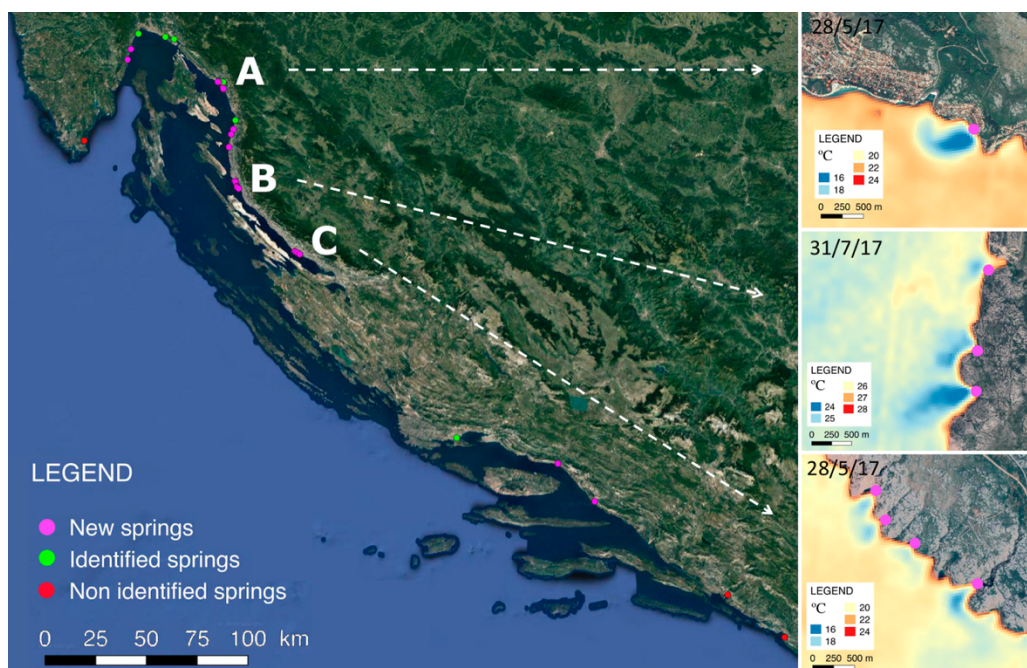 A
B
C
LEGEND
New springs
Identified springs
Non identified springs
0 25 50 75 100 km
28/5/17
LEGEND
ºC
20
22
16
24
18
0 250 500 m
31/7/17
LEGEND
ºC
26
27
24
28
25
0 250 500 m
28/5/17
LEGEND
ºC
20
22
16
24
18
0 250 500 m